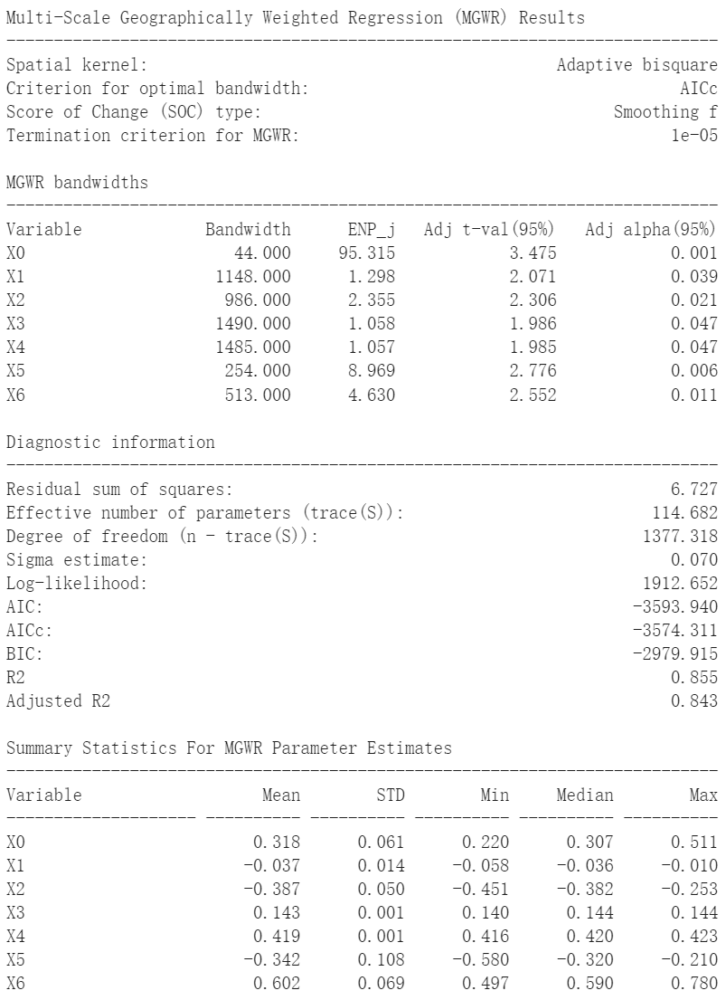 Multi-Scale Geographically Weighted Regression (MGWR) Results
---------------------------------------------------------------------------
Spatial kernel: Adaptive bisquare
Criterion for optimal bandwidth: AICc
Score of Change (SOC) type: Smoothing f
Termination criterion for MGWR: 1e-05
MGWR bandwidths
---------------------------------------------------------------------------
Variable Bandwidth ENP_j Adj t-val(95%) Adj alpha(95%)
X0 44.000 95.315 3.475 0.001
X1 1148.000 1.298 2.071 0.039
X2 986.000 2.355 2.306 0.021
X3 1490.000 1.058 1.986 0.047
X4 1485.000 1.057 1.985 0.047
X5 254.000 8.969 2.776 0.006
X6 513.000 4.630 2.552 0.011
Diagnostic information
---------------------------------------------------------------------------
Residual sum of squares: 6.727
Effective number of parameters (trace(S)): 114.682
Degree of freedom (n - trace(S)): 1377.318
Sigma estimate: 0.070
Log-likelihood: 1912.652
AIC: -3593.940
AICc: -3574.311
BIC: -2979.915
R2 0.855
Adjusted R2 0.843
Summary Statistics For MGWR Parameter Estimates
---------------------------------------------------------------------------
Variable Mean STD Min Median Max
-------------------- ---------- ---------- ---------- ---------- ----------
X0 0.318 0.061 0.220 0.307 0.511
X1 -0.037 0.014 -0.058 -0.036 -0.010
X2 -0.387 0.050 -0.451 -0.382 -0.253
X3 0.143 0.001 0.140 0.144 0.144
X4 0.419 0.001 0.416 0.420 0.423
X5 -0.342 0.108 -0.580 -0.320 -0.210
X6 0.602 0.069 0.497 0.590 0.780